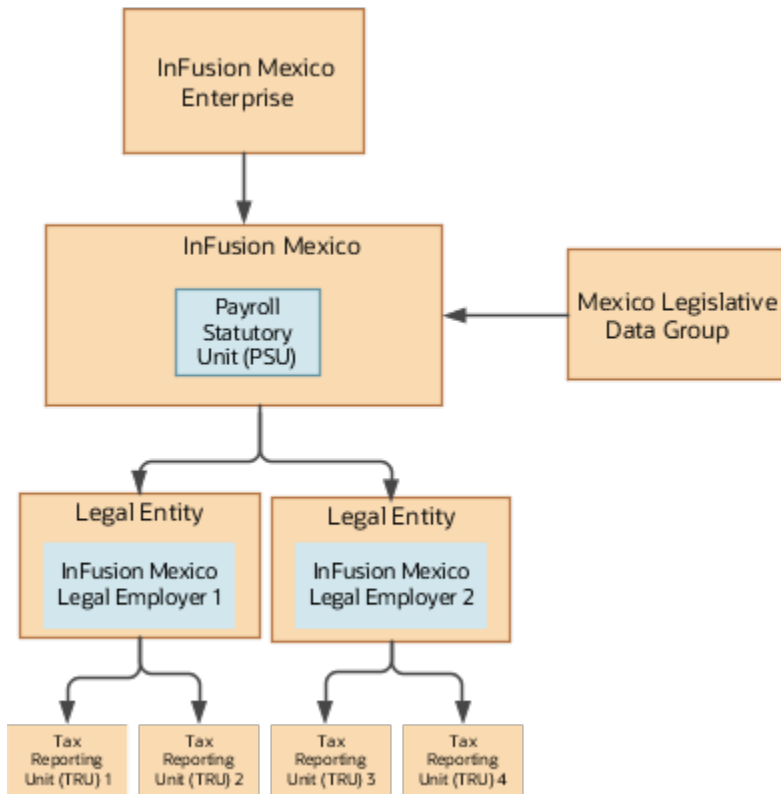 InFusion Mexico
Enterprise
InFusion Mexico
Payroll
Statutory
Unit (PSU)
Mexico Legislative
Data Group
Legal Entity
InFusion Mexico
Legal Employer 1
Legal Entity
InFusion Mexico
Legal Employer 2
Tax
Reporting
Unit (TRU) 1
Tax
Reporting
Unit (TRU) 2
Tax
Reporting
Unit (TRU) 3
Tax
Reporting
Unit (TRU) 4